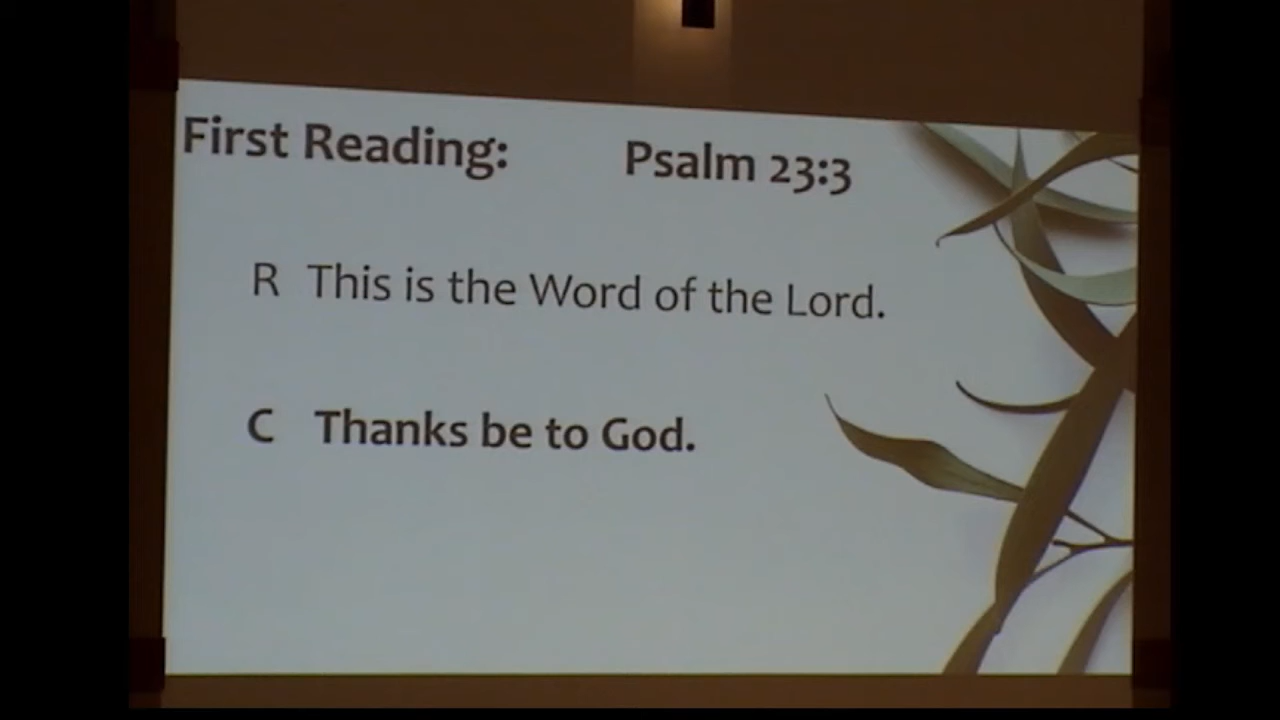 First Reading: Psalm 23:3
R This is the Word of the Lord.
C Thanks be to God.